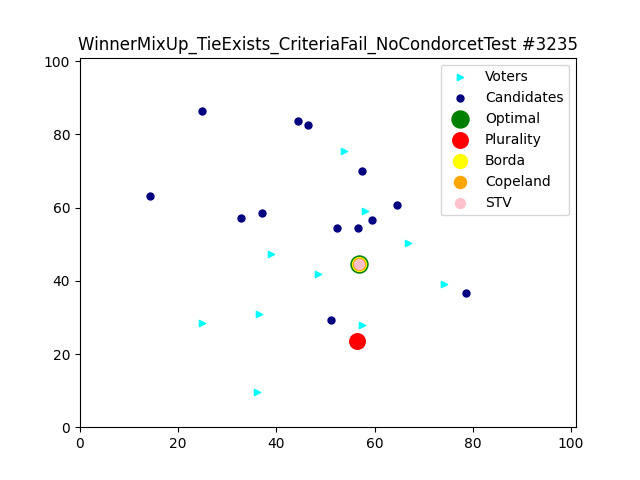 WinnerMixUp_TieExists_CriteriaFail_NoCondorcetTest #3235
100
80
60
40
20
0
0 20 40 60 80 100
Voters
Candidates
Optimal
Plurality
Borda
Copeland
STV